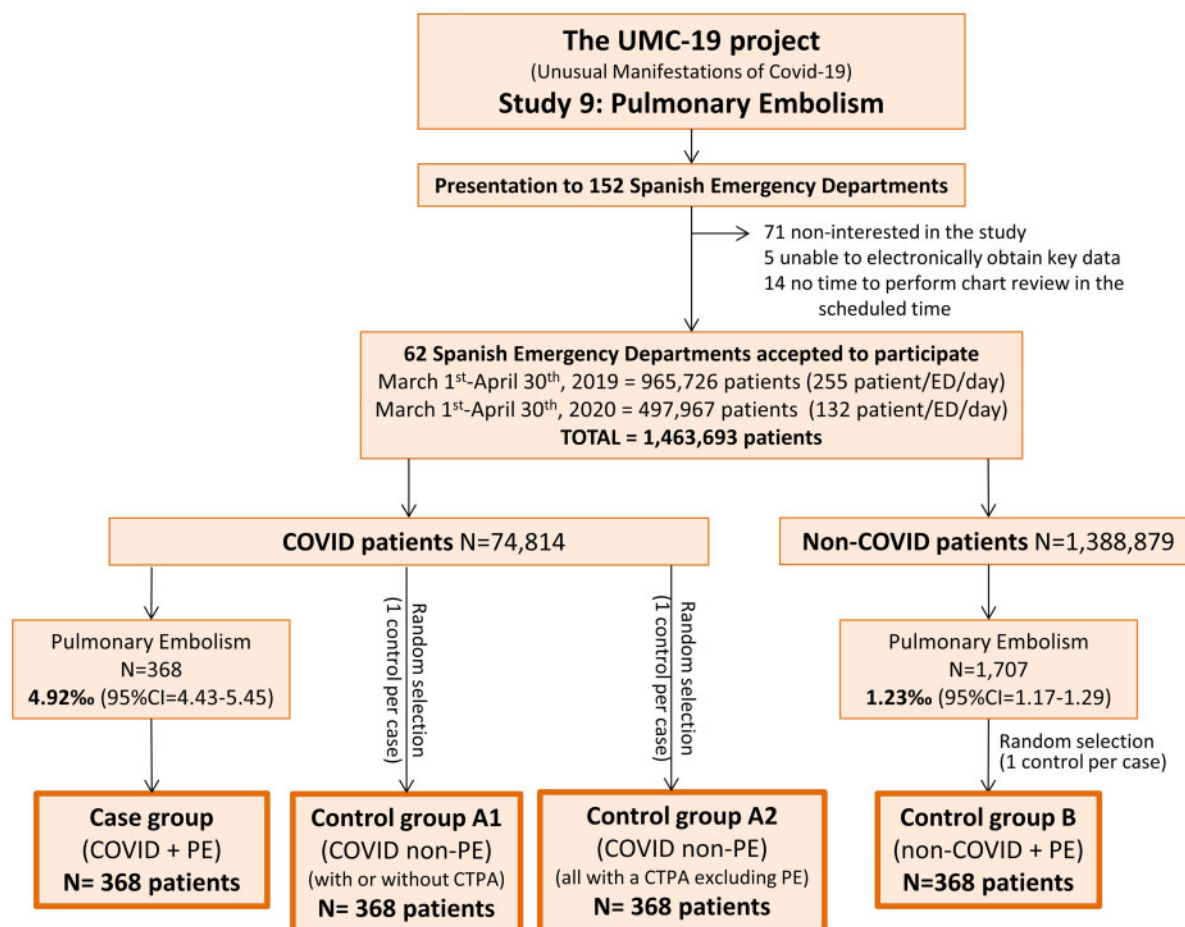 The UMC-19 project
(Unusual Manifestations of Covid-19)
Study 9: Pulmonary Embolism
Presentation to 152 Spanish Emergency Departments
71 non-interested in the study
5 unable to electronically obtain key data
14 no time to perform chart review in the
scheduled time
62 Spanish Emergency Departments accepted to participate
March 1st-April 30th, 2019 = 965,726 patients (255 patient/ED/day)
March 1st-April 30th, 2020 = 497,967 patients (132 patient/ED/day)
TOTAL = 1,463,693 patients
COVID patients N=74,814
Non-COVID patients N=1,388,879
Pulmonary Embolism
N=368
4.92‰ (95%CI=4.43-5.45)
Random selection
(1 control per case)
Random selection
(1 control per case)
Pulmonary Embolism
N=1,707
1.23‰ (95%CI=1.17-1.29)
Random selection
(1 control per case)
Case group
(COVID + PE)
N= 368 patients
Control group A1
(COVID non-PE)
(with or without CTPA)
N= 368 patients
Control group A2
(COVID non-PE)
(all with a CTPA excluding PE)
N= 368 patients
Control group B
(non-COVID + PE)
N=368 patients